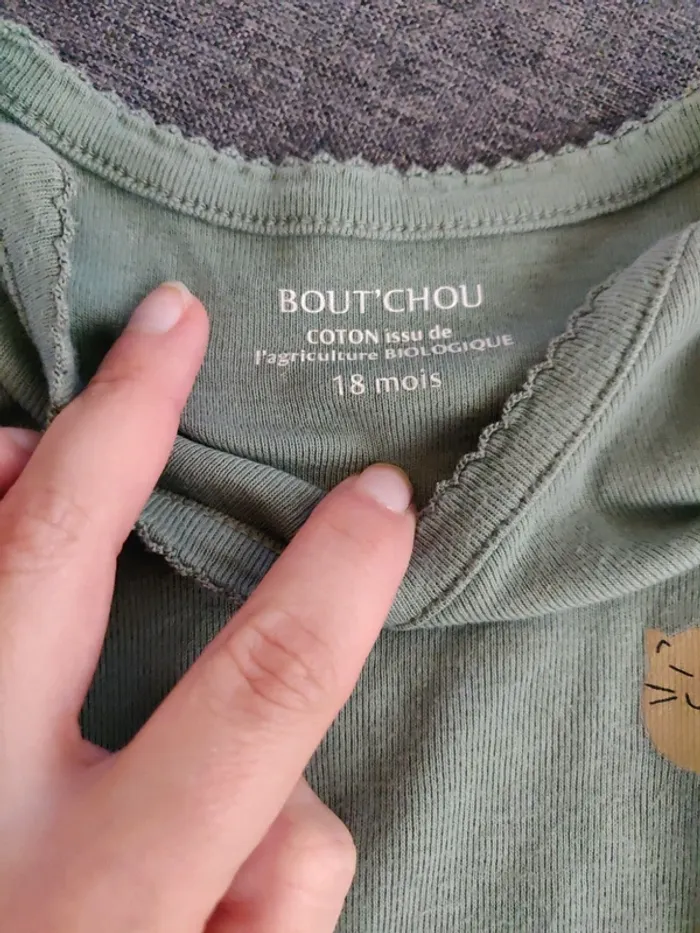 BOUT'CHOU
COTON issu de
l'agriculture BIOLOGIQUE
18 mois